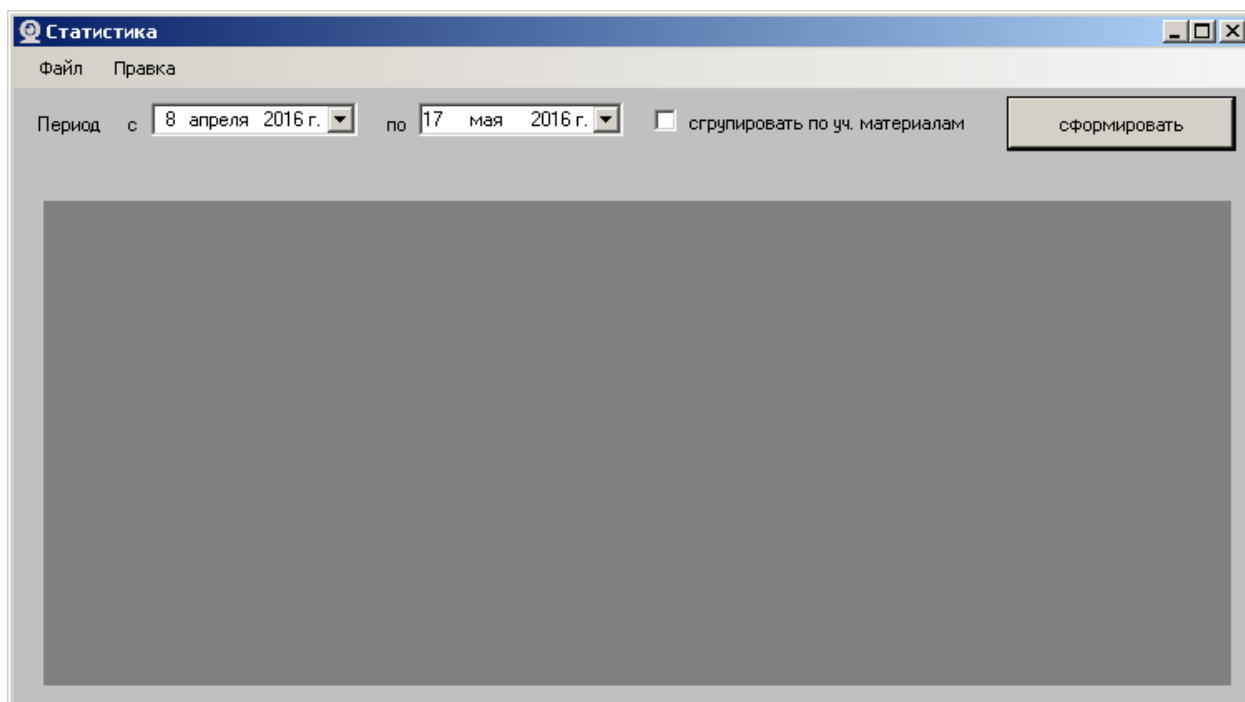 Статистика
Файл Правка
Период с 8 апреля 2016 г. по 17 мая 2016 г. сгрупировать по уч. материалам сформировать